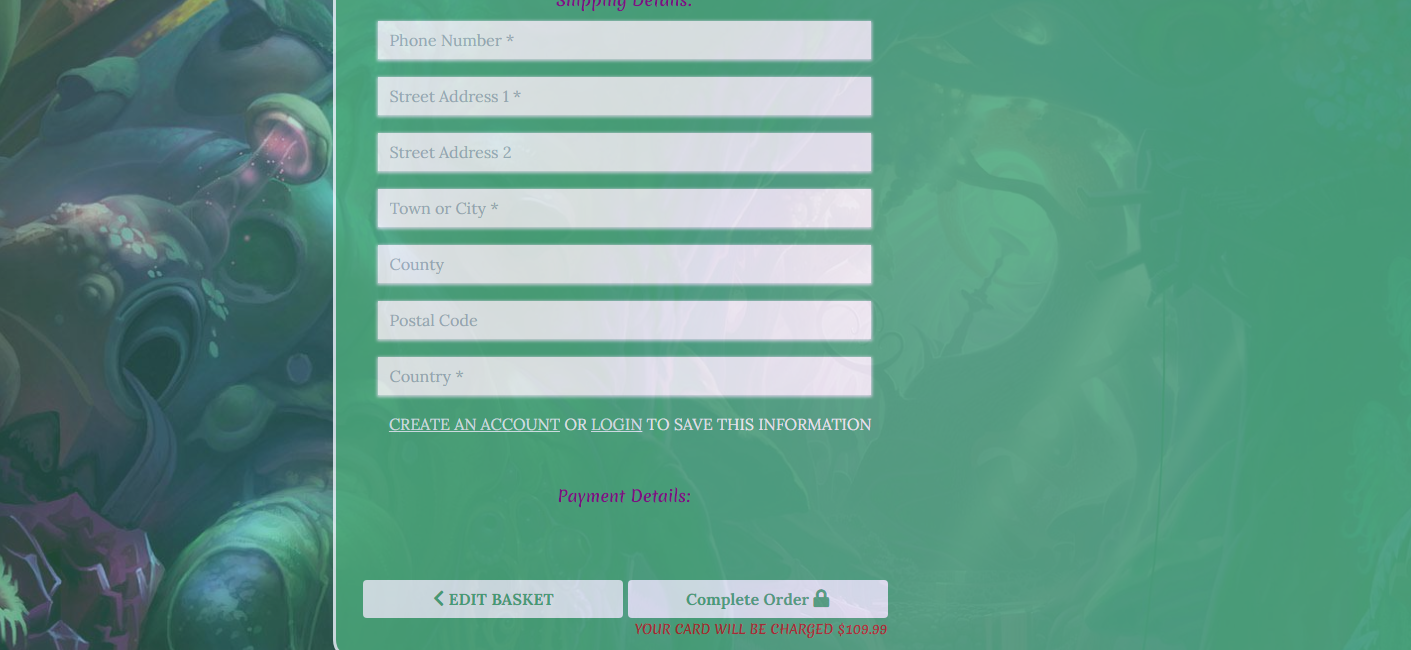 Shipping Details:
Phone Number *
Street Address 1 *
Street Address 2
Town or City *
County
Postal Code
Country *
CREATE AN ACCOUNT OR LOGIN TO SAVE THIS INFORMATION
Payment Details:
EDIT BASKET Complete Order
YOUR CARD WILL BE CHARGED $109.99